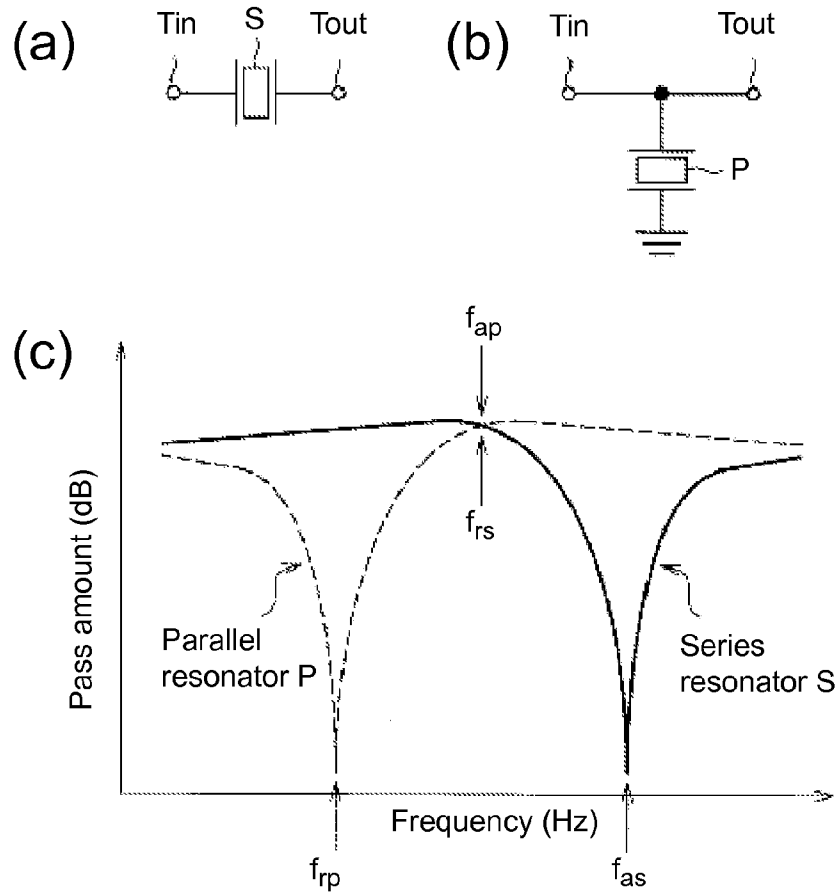 (a)
Tin
S
Tout
(b)
Tin
Tout
P
(c)
f_ap
f_rs
Pass amount (dB)
Parallel
resonator P
Series
resonator S
Frequency (Hz)
f_rp
f_as